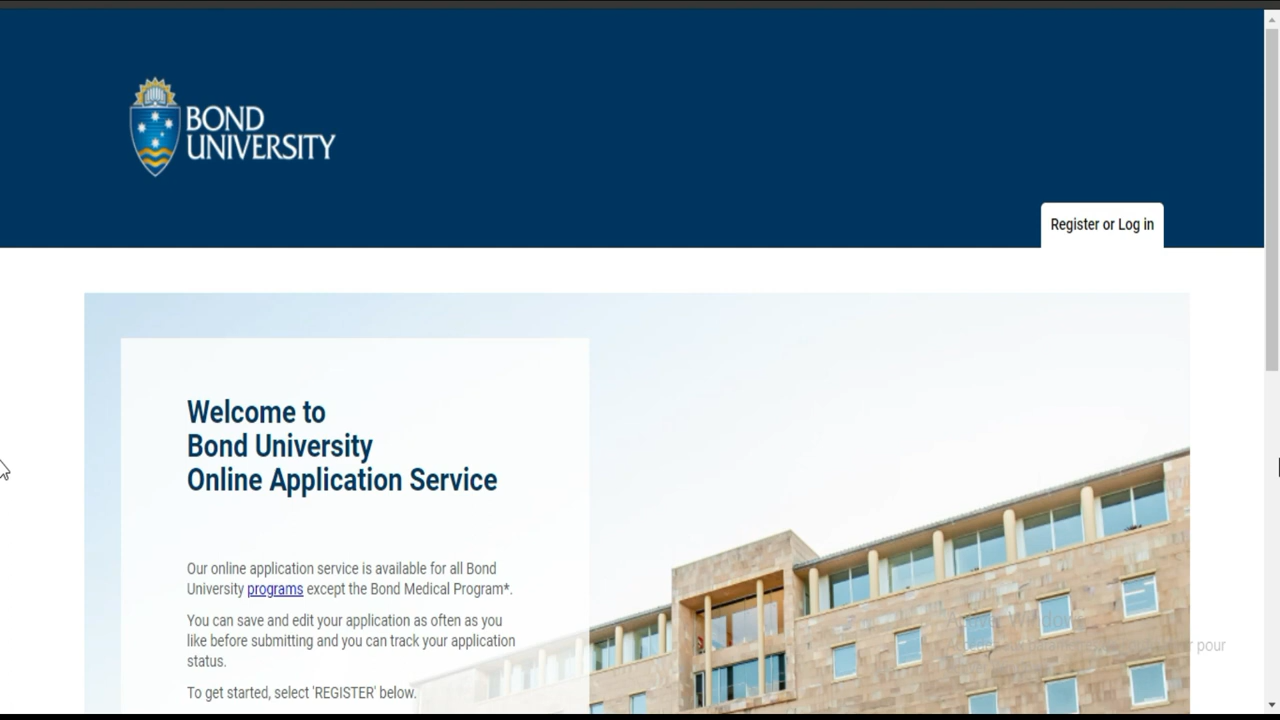 BOND
UNIVERSITY
Register or Log in
Welcome to
Bond University
Online Application Service
Our online application service is available for all Bond
University programs except the Bond Medical Program*.
You can save and edit your application as often as you
like before submitting and you can track your application
status.
To get started, select 'REGISTER' below.
pour